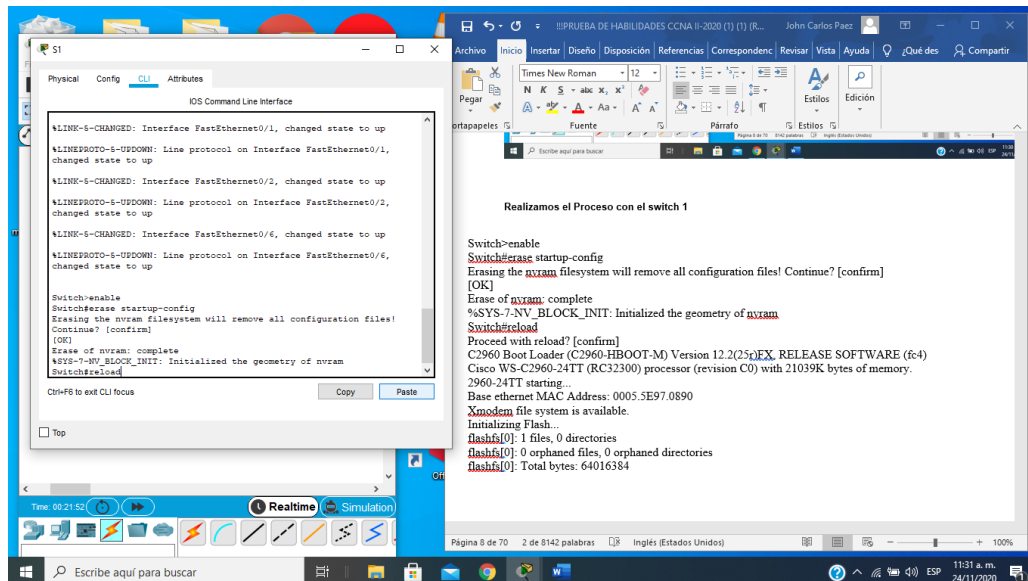 S1
Physical Config CLI Attributes
IOS Command Line Interface
%LINK-5-CHANGED: Interface FastEthernet0/1, changed state to up
%LINEPROTO-5-UPDOWN: Line protocol on Interface FastEthernet0/1,
changed state to up
%LINK-5-CHANGED: Interface FastEthernet0/2, changed state to up
%LINEPROTO-5-UPDOWN: Line protocol on Interface FastEthernet0/2,
changed state to up
%LINK-5-CHANGED: Interface FastEthernet0/6, changed state to up
%LINEPROTO-5-UPDOWN: Line protocol on Interface FastEthernet0/6,
changed state to up
Switch>enable
Switch#erase startup-config
Erasing the nvram filesystem will remove all configuration files!
Continue? [confirm]
[OK]
Erase of nvram: complete
%SYS-7-NV_BLOCK_INIT: Initialized the geometry of nvram
Switch#reload
Ctrl+F6 to exit CLI focus
Copy Paste
Top
Time: 00:21:52
Realtime Simulation
!!!PRUEBA DE HABILIDADES CCNA II-2020 (1) (1) (R... John Carlos Paez
Archivo Inicio Insertar Diseño Disposición Referencias Correspondenc Revisar Vista Ayuda ¿Qué des Compartir
Times New Roman 12
Pegar
N K S abc x₂ x²
Estilos Edición
ortapapeles Fuente Párrafo Estilos
Escribe aquí para buscar
Realizamos el Proceso con el switch 1
Switch>enable
Switch#erase startup-config
Erasing the nvram filesystem will remove all configuration files! Continue? [confirm]
[OK]
Erase of nvram: complete
%SYS-7-NV_BLOCK_INIT: Initialized the geometry of nvram
Switch#reload
Proceed with reload? [confirm]
C2960 Boot Loader (C2960-HBOOT-M) Version 12.2(25r)FX, RELEASE SOFTWARE (fc4)
Cisco WS-C2960-24TT (RC32300) processor (revision C0) with 21039K bytes of memory.
2960-24TT starting...
Base ethernet MAC Address: 0005.5E97.0890
Xmodem file system is available.
Initializing Flash...
flashfs[0]: 1 files, 0 directories
flashfs[0]: 0 orphaned files, 0 orphaned directories
flashfs[0]: Total bytes: 64016384
Página 8 de 70 2 de 8142 palabras Inglés (Estados Unidos) 100%
Escribe aquí para buscar
ESP
11:31 a. m.
24/11/2020